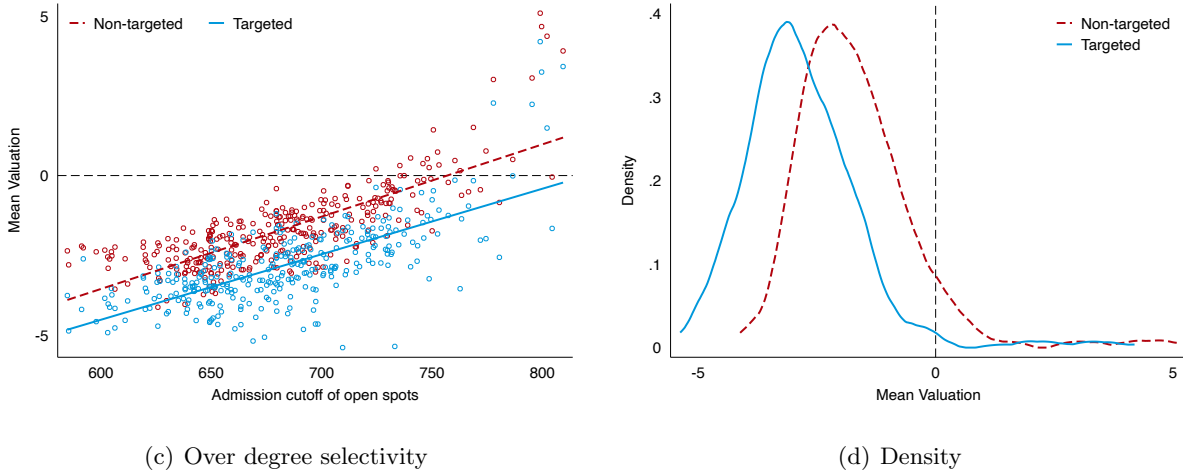 Non-targeted
Targeted
5
0
-5
Mean Valuation
600
650
700
750
800
Admission cutoff of open spots
(c) Over degree selectivity
Non-targeted
Targeted
.4
.3
.2
.1
0
Density
-5
0
5
Mean Valuation
(d) Density